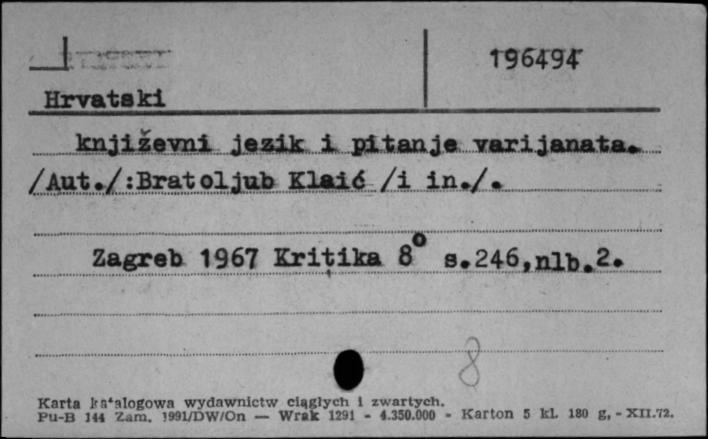 196494
Hrvatski
književni jezik i pitanje varijanata.
/Aut./:Bratoljub Klaić /i in./.
Zagreb 1967 Kritika 8° s.246,nlb.2.
8
Karta katalogowa wydawnictw ciągłych i zwartych.
Pu-B 144 Zam. 1991/DW/On — Wrak 1291 - 4.350.000 - Karton 5 kl. 180 g, - XII.72.